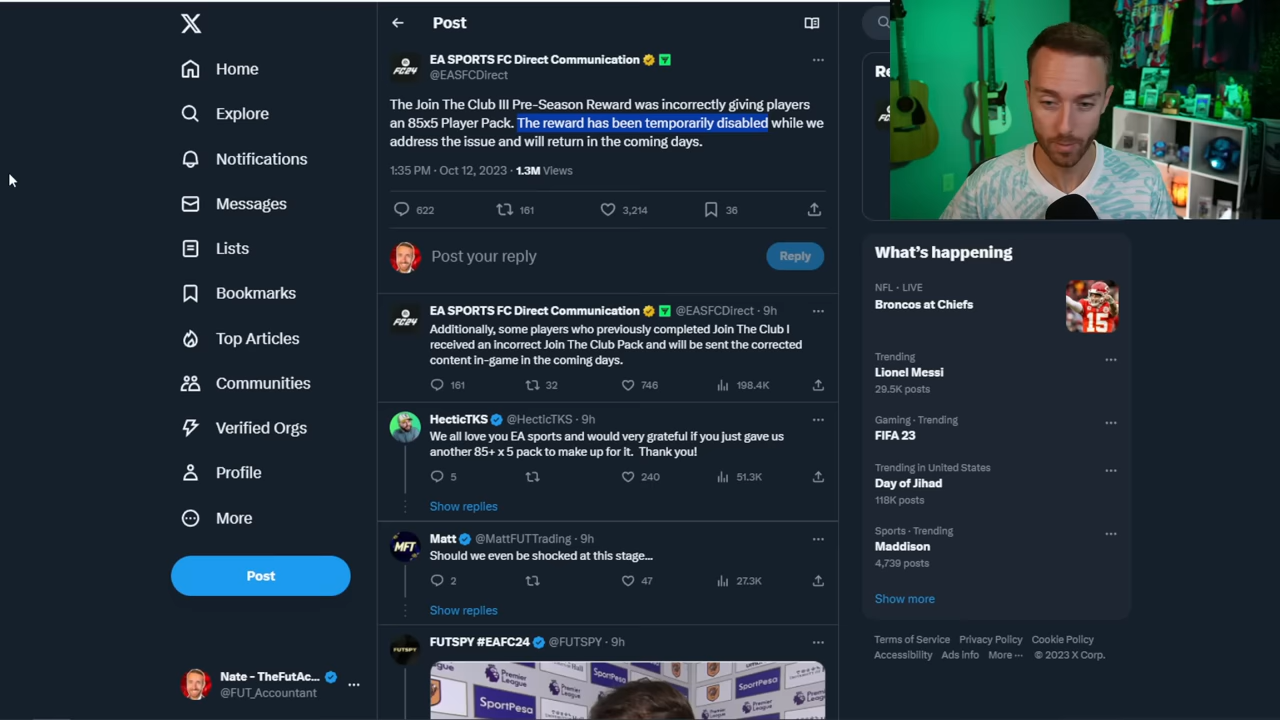 Home
Explore
Notifications
Messages
Lists
Bookmarks
Top Articles
Communities
Verified Orgs
Profile
More
Post
Nate - TheFutAc...
@FUT_Accountant
Post
EA SPORTS FC Direct Communication
@EASFCDirect
The Join The Club III Pre-Season Reward was incorrectly giving players
an 85x5 Player Pack. The reward has been temporarily disabled while we
address the issue and will return in the coming days.
1:35 PM · Oct 12, 2023 · 1.3M Views
622 161 3,214 36
Post your reply
Reply
EA SPORTS FC Direct Communication @EASFCDirect · 9h
Additionally, some players who previously completed Join The Club I
received an incorrect Join The Club Pack and will be sent the corrected
content in-game in the coming days.
161 32 746 198.4K
HecticTKS @HecticTKS · 9h
We all love you EA sports and would very grateful if you just gave us
another 85+ x 5 pack to make up for it. Thank you!
5 240 51.3K
Show replies
MFT
Matt @MattFUTTrading · 9h
Should we even be shocked at this stage...
2 47 27.3K
Show replies
FUTSPY
FUTSPY #EAFC24 @FUTSPY · 9h
Premier League
SportPesa
Premier League
SportPesa
Re
What's happening
NFL · LIVE
Broncos at Chiefs
15
Trending
Lionel Messi
29.5K posts
Gaming · Trending
FIFA 23
Trending in United States
Day of Jihad
118K posts
Sports · Trending
Maddison
4,739 posts
Show more
Terms of Service Privacy Policy Cookie Policy
Accessibility Ads info More ··· © 2023 X Corp.